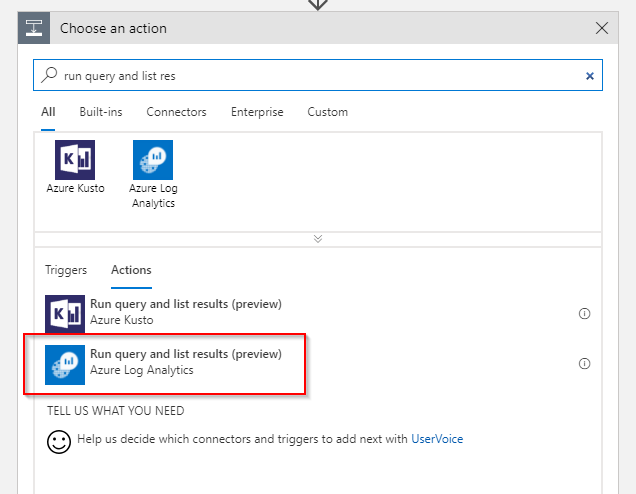 Choose an action
run query and list res
All Built-ins Connectors Enterprise Custom
Azure Kusto
Azure Log
Analytics
Triggers Actions
Run query and list results (preview)
Azure Kusto
Run query and list results (preview)
Azure Log Analytics
TELL US WHAT YOU NEED
Help us decide which connectors and triggers to add next with UserVoice